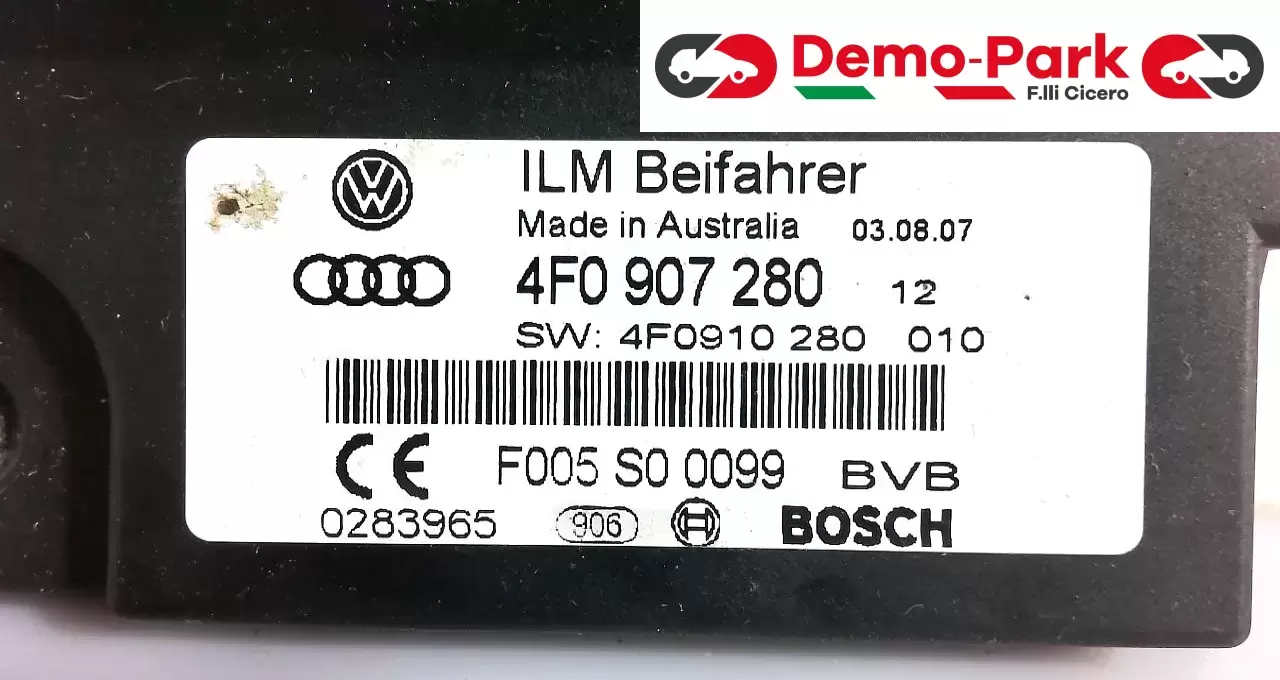 Demo-Park
F.lli Cicero
ILM Beifahrer
Made in Australia 03.08.07
4F0 907 280 12
SW: 4F0910 280 010
F005 S0 0099 BVB
0283965 906 BOSCH